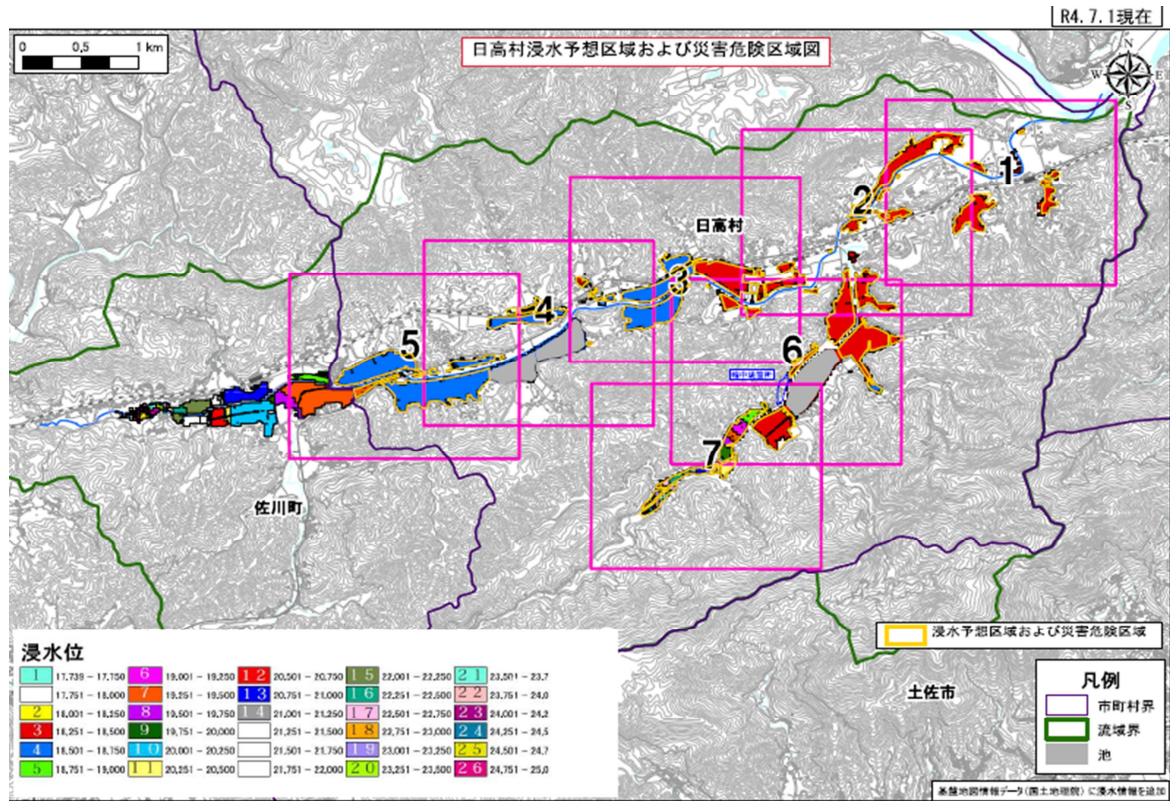 R4.7.1現在
0 0.5 1 km
日高村浸水予想区域および災害危険区域図
N
W E
S
1
2
日高村
3
4
5
6
7
佐川町
浸水予想区域および災害危険区域
土佐市
凡例
市町村界
流域界
池
浸水位
1 17,739 - 17,750
17,751 - 18,000
2 18,001 - 18,250
3 18,251 - 18,500
4 18,501 - 18,750
5 18,751 - 19,000
6 19,001 - 19,250
7 19,251 - 19,500
8 19,501 - 19,750
9 19,751 - 20,000
10 20,001 - 20,250
11 20,251 - 20,500
12 20,501 - 20,750
13 20,751 - 21,000
14 21,001 - 21,250
21,251 - 21,500
21,501 - 21,750
21,751 - 22,000
15 22,001 - 22,250
16 22,251 - 22,500
17 22,501 - 22,750
18 22,751 - 23,000
19 23,001 - 23,250
20 23,251 - 23,500
21 23,501 - 23,7
22 23,751 - 24,0
23 24,001 - 24,2
24 24,251 - 24,5
25 24,501 - 24,7
26 24,751 - 25,0
基盤地図情報データ(国土地理院)に浸水情報を追加